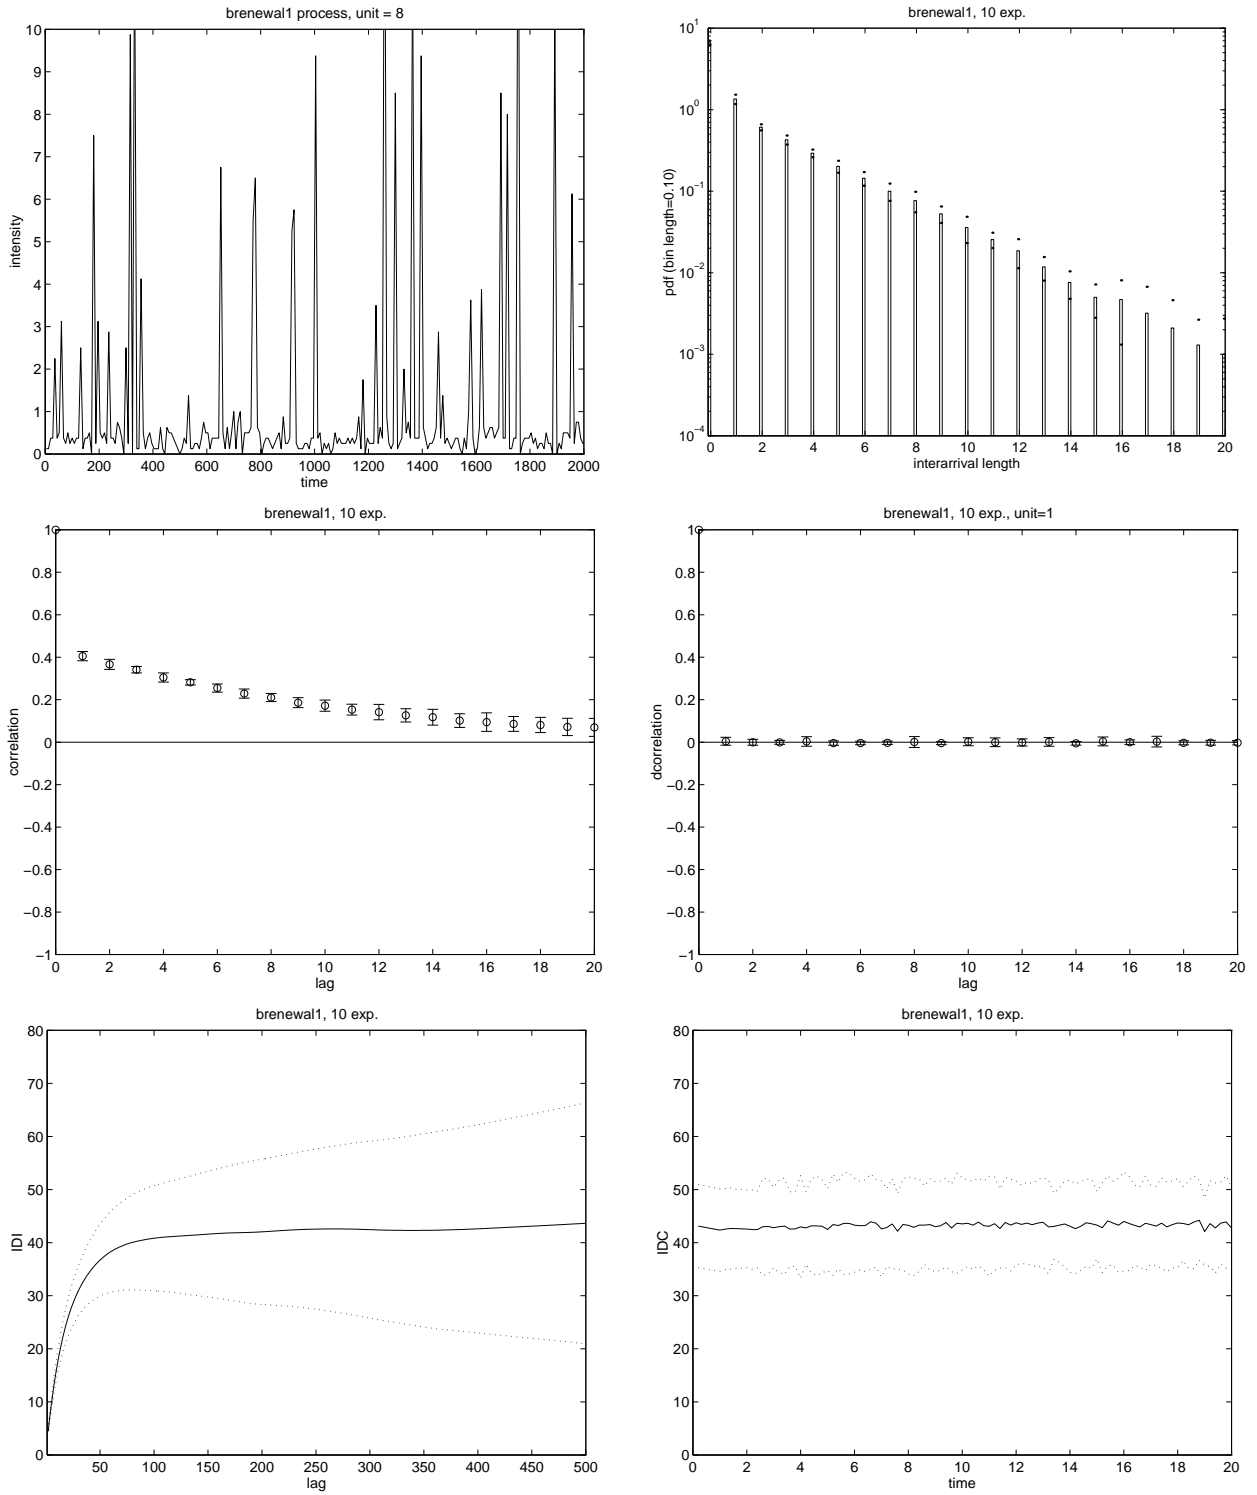 brenewal1 process, unit = 8
10
9
8
7
6
5
4
3
2
1
0
intensity
0 200 400 600 800 1000 1200 1400 1600 1800 2000
time
brenewal1, 10 exp.
10^1
10^0
10^−1
10^−2
10^−3
10^−4
pdf (bin length=0.10)
0 2 4 6 8 10 12 14 16 18 20
interarrival length
brenewal1, 10 exp.
1
0.8
0.6
0.4
0.2
0
−0.2
−0.4
−0.6
−0.8
−1
correlation
0 2 4 6 8 10 12 14 16 18 20
lag
brenewal1, 10 exp., unit=1
1
0.8
0.6
0.4
0.2
0
−0.2
−0.4
−0.6
−0.8
−1
dcorrelation
0 2 4 6 8 10 12 14 16 18 20
lag
brenewal1, 10 exp.
80
70
60
50
40
30
20
10
0
IDI
50 100 150 200 250 300 350 400 450 500
lag
brenewal1, 10 exp.
80
70
60
50
40
30
20
10
0
IDC
0 2 4 6 8 10 12 14 16 18 20
time